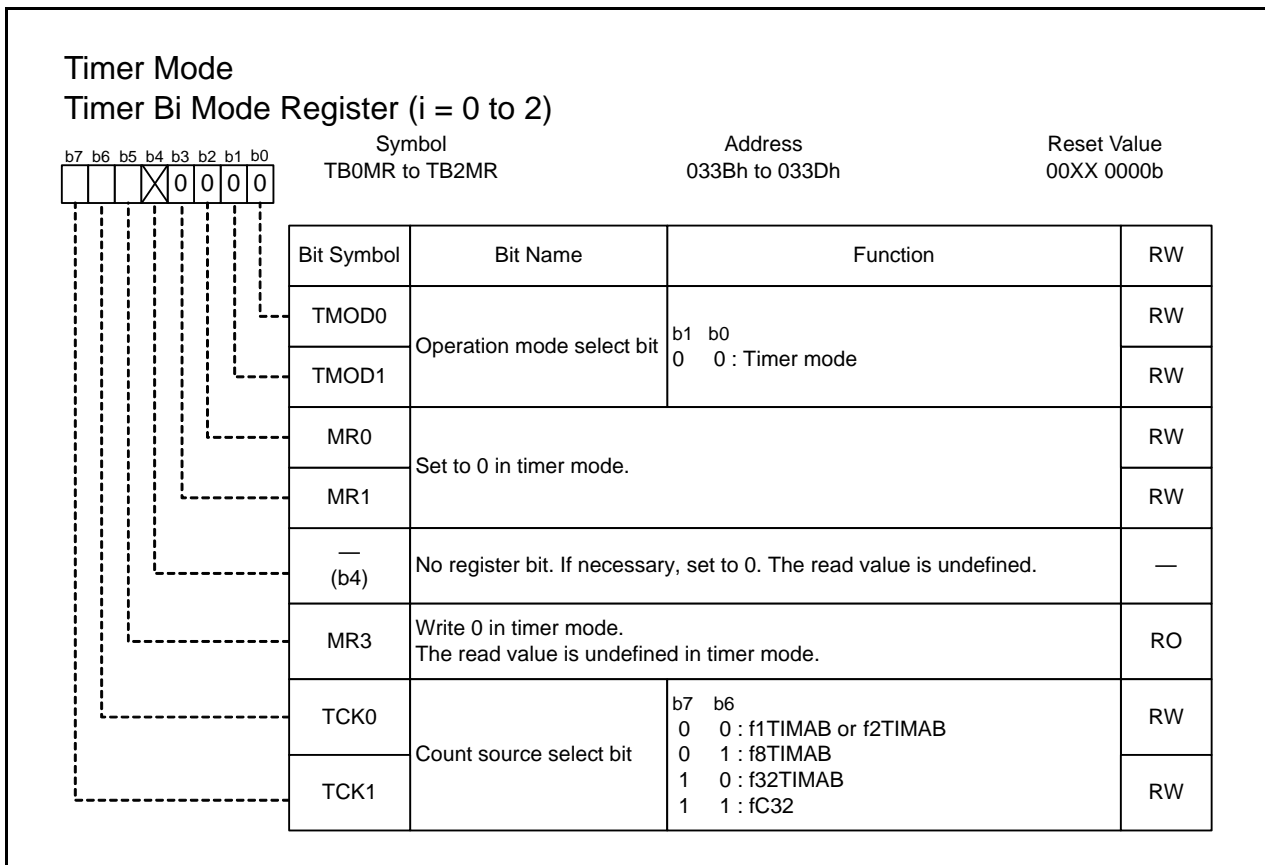 Timer Mode
Timer Bi Mode Register (i = 0 to 2)
Symbol Address Reset Value
b7 b6 b5 b4 b3 b2 b1 b0
TB0MR to TB2MR 033Bh to 033Dh 00XX 0000b
0 0 0 0
Bit Symbol Bit Name Function RW
TMOD0 RW
Operation mode select bit
b1 b0
0 0 : Timer mode
TMOD1 RW
MR0 RW
Set to 0 in timer mode.
MR1 RW
—
(b4) No register bit. If necessary, set to 0. The read value is undefined. —
MR3 RO
Write 0 in timer mode.
The read value is undefined in timer mode.
TCK0 RW
Count source select bit
b7 b6
0 0 : f1TIMAB or f2TIMAB
0 1 : f8TIMAB
1 0 : f32TIMAB
1 1 : fC32
TCK1 RW